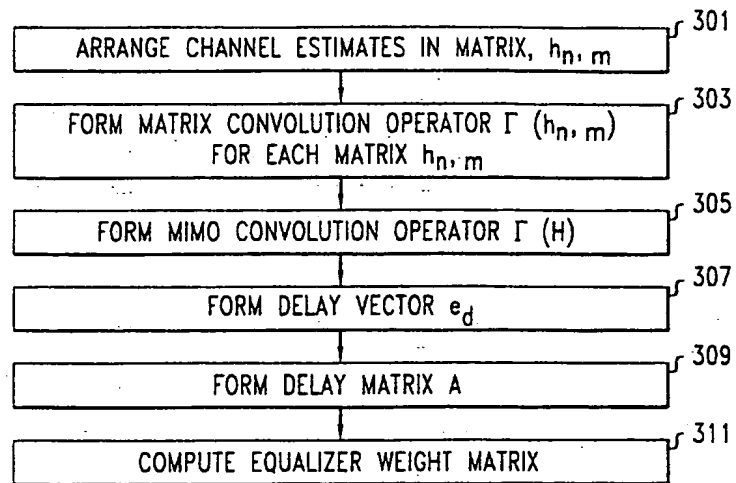 301
ARRANGE CHANNEL ESTIMATES IN MATRIX, hn, m
303
FORM MATRIX CONVOLUTION OPERATOR Γ (hn, m)
FOR EACH MATRIX hn, m
305
FORM MIMO CONVOLUTION OPERATOR Γ (H)
307
FORM DELAY VECTOR ed
309
FORM DELAY MATRIX A
311
COMPUTE EQUALIZER WEIGHT MATRIX